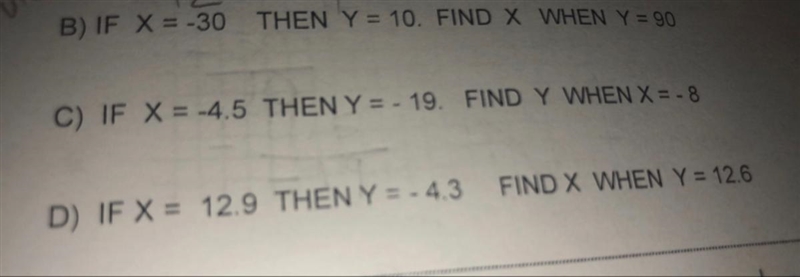 B) IF X = -30 THEN Y = 10. FIND X WHEN Y = 90
C) IF X = -4.5 THEN Y = - 19. FIND Y WHEN X = - 8
D) IF X = 12.9 THEN Y = - 4.3 FIND X WHEN Y = 12.6